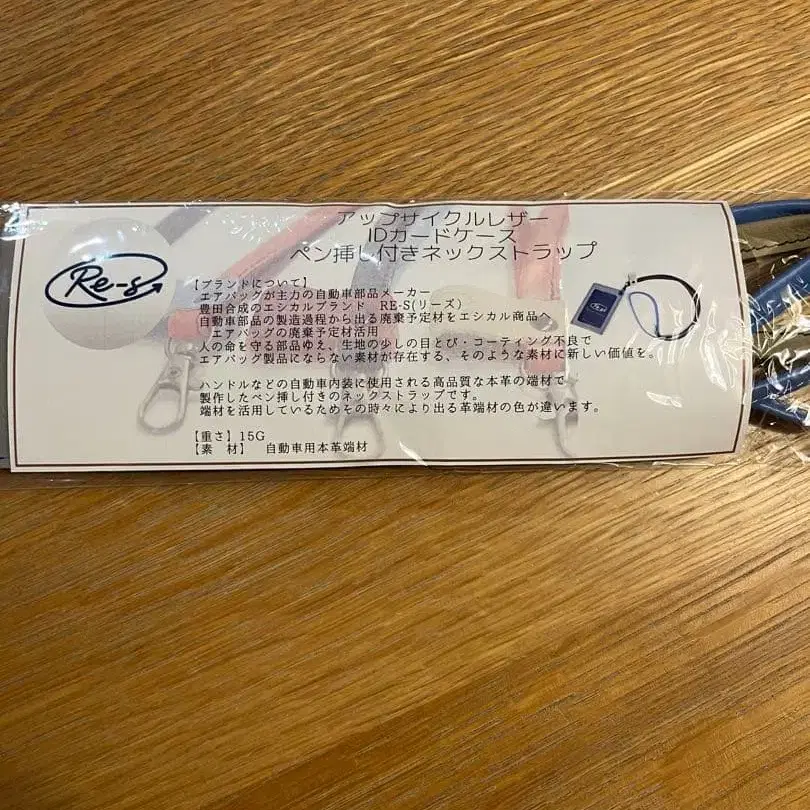 アップサイクルレザー
IDカードケース
ペン挿し付きネックストラップ
Re-s
【ブランドについて】
エアバッグが主力の自動車部品メーカー
豊田合成のエシカルブランド RE-S(リーズ)
自動車部品の製造過程から出る廃棄予定材をエシカル商品へ
エアバッグの廃棄予定材活用
人の命を守る部品ゆえ、生地の少しの目とび・コーティング不良で
エアバッグ製品にならない素材が存在する、そのような素材に新しい価値を。
ハンドルなどの自動車内装に使用される高品質な本革の端材で
製作したペン挿し付きのネックストラップです。
端材を活用しているためその時々により出る革端材の色が違います。
【重さ】15G
【素 材】 自動車用本革端材